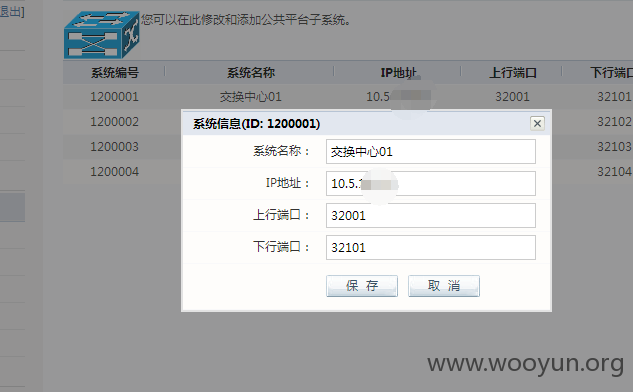 退出]
您可以在此修改和添加公共平台子系统。
系统编号 系统名称 IP地址 上行端口 下行端口
1200001 交换中心01 10.5. 32001 32101
1200002 32102
1200003 32103
1200004 32104
系统信息(ID: 1200001)
系统名称： 交换中心01
IP地址： 10.5.
上行端口： 32001
下行端口： 32101
保 存 取 消
www.wooyun.org